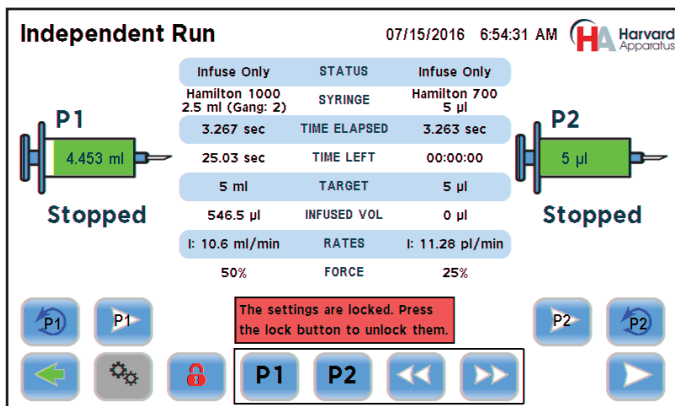 Independent Run
07/15/2016 6:54:31 AM
HA Harvard
Apparatus
Infuse Only STATUS Infuse Only
Hamilton 1000
2.5 ml (Gang: 2) SYRINGE Hamilton 700
5 µl
P1
P2
3.267 sec TIME ELAPSED 3.263 sec
4.453 ml
5 µl
25.03 sec TIME LEFT 00:00:00
5 ml TARGET 5 µl
Stopped
Stopped
546.5 µl INFUSED VOL 0 µl
I: 10.6 ml/min RATES I: 11.28 pl/min
50% FORCE 25%
P1 P1
The settings are locked. Press
the lock button to unlock them.
P2 P2
P1 P2